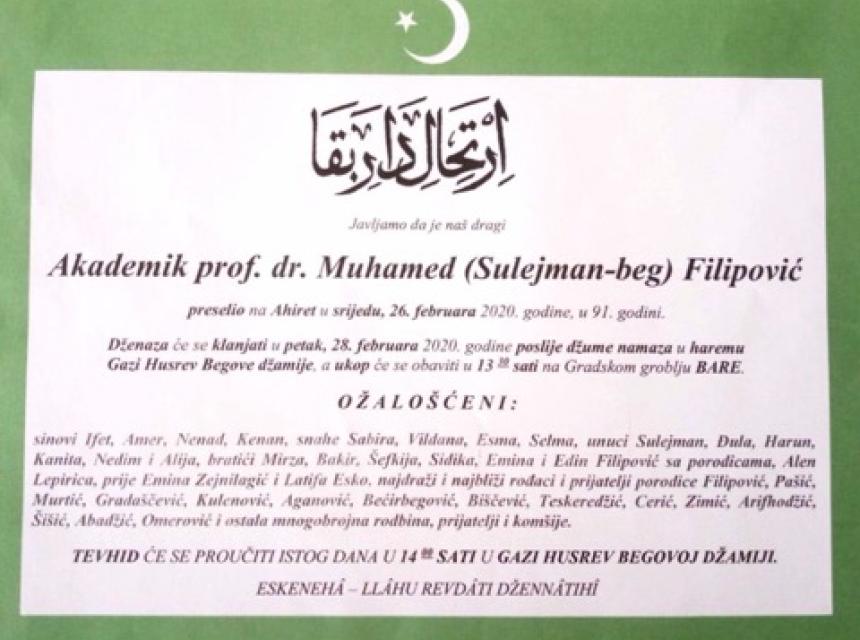 اِرْتِحَالِ دَارِ بَقَا
Javljamo da je naš dragi
Akademik prof. dr. Muhamed (Sulejman-beg) Filipović
preselio na Ahiret u srijedu, 26. februara 2020. godine, u 91. godini.
Dženaza će se klanjati u petak, 28. februara 2020. godine poslije džume namaza u haremu
Gazi Husrev Begove džamije, a ukop će se obaviti u 13 30 sati na Gradskom groblju BARE.
OŽALOŠĆENI:
sinovi Ifet, Amer, Nenad, Kenan, snahe Sabira, Vildana, Esma, Selma, unuci Sulejman, Đula, Harun,
Kanita, Nedim i Alija, bratići Mirza, Bakir, Šefkija, Sidika, Emina i Edin Filipović sa porodicama, Alen
Lepirica, prije Emina Zejnilagić i Latifa Esko, najdraži i najbliži rođaci i prijatelji porodice Filipović, Pašić,
Murtić, Gradaščević, Kulenović, Aganović, Bećirbegović, Biščević, Teskeredžić, Cerić, Zimić, Arifhodžić,
Šišić, Abadžić, Omerović i ostala mnogobrojna rodbina, prijatelji i komšije.
TEVHID ĆE SE PROUČITI ISTOG DANA U 14 00 SATI U GAZI HUSREV BEGOVOJ DŽAMIJI.
ESKENEHÂ – LLÂHU REVDÂTI DŽENNÂTIHÎ